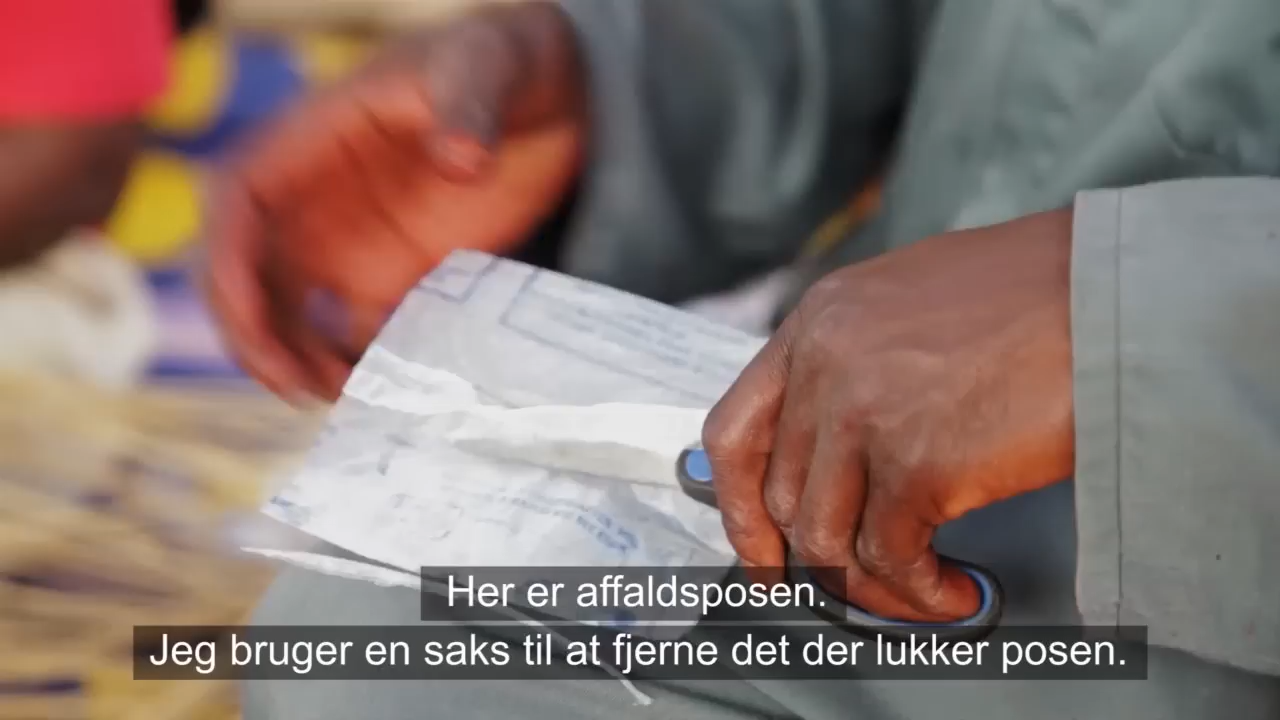 Her er affaldsposen.
Jeg bruger en saks til at fjerne det der lukker posen.